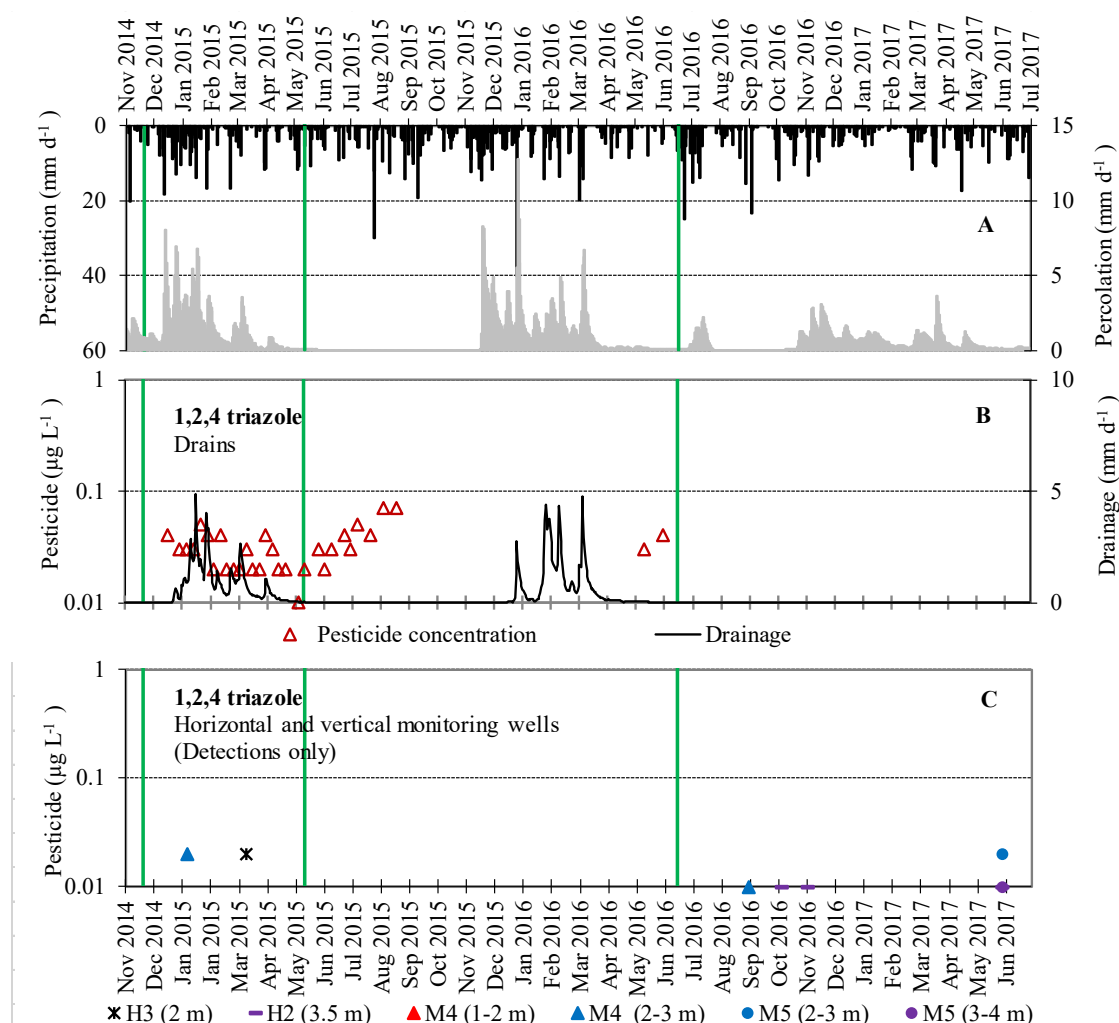 Nov 2014 Dec 2014 Jan 2015 Feb 2015 Mar 2015 Apr 2015 May 2015 Jun 2015 Jul 2015 Aug 2015 Sep 2015 Oct 2015 Nov 2015 Dec 2015 Jan 2016 Feb 2016 Mar 2016 Apr 2016 May 2016 Jun 2016 Jul 2016 Aug 2016 Sep 2016 Oct 2016 Nov 2016 Dec 2016 Jan 2017 Feb 2017 Mar 2017 Apr 2017 May 2017 Jun 2017 Jul 2017
Precipitation (mm d⁻¹)
0
20
40
60
A
15
10
5
0
Percolation (mm d⁻¹)
Pesticide (µg L⁻¹)
1
0.1
0.01
1,2,4 triazole
Drains
B
10
5
0
Drainage (mm d⁻¹)
Pesticide concentration
Drainage
Pesticide (µg L⁻¹)
1
0.1
0.01
1,2,4 triazole
Horizontal and vertical monitoring wells
(Detections only)
C
Nov 2014 Dec 2014 Jan 2015 Feb 2015 Mar 2015 Apr 2015 May 2015 Jun 2015 Jul 2015 Aug 2015 Sep 2015 Oct 2015 Nov 2015 Dec 2015 Jan 2016 Feb 2016 Mar 2016 Apr 2016 May 2016 Jun 2016 Jul 2016 Aug 2016 Sep 2016 Oct 2016 Nov 2016 Dec 2016 Jan 2017 Feb 2017 Mar 2017 Apr 2017 May 2017 Jun 2017
H3 (2 m) H2 (3.5 m) M4 (1-2 m) M4 (2-3 m) M5 (2-3 m) M5 (3-4 m)